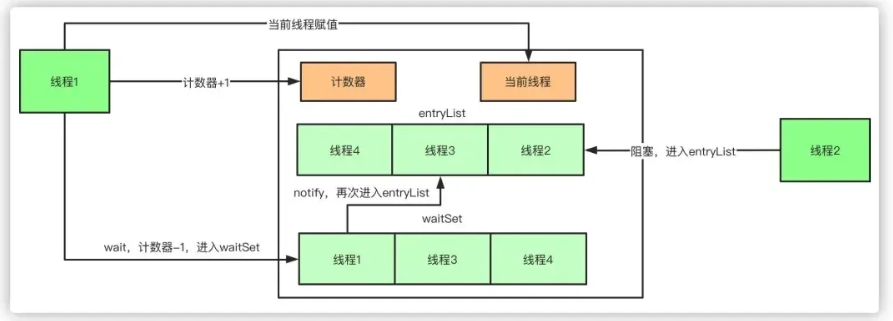 当前线程赋值
线程1
计数器+1
计数器
当前线程
entryList
线程4
线程3
线程2
阻塞，进入entryList
线程2
notify，再次进入entryList
waitSet
wait，计数器-1，进入waitSet
线程1
线程3
线程4